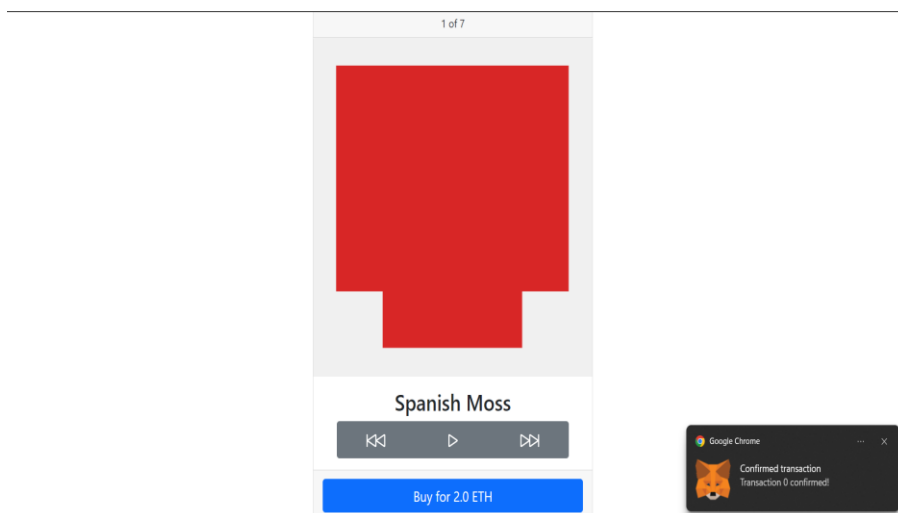 1 of 7
Spanish Moss
Buy for 2.0 ETH
Google Chrome
Confirmed transaction
Transaction 0 confirmed!